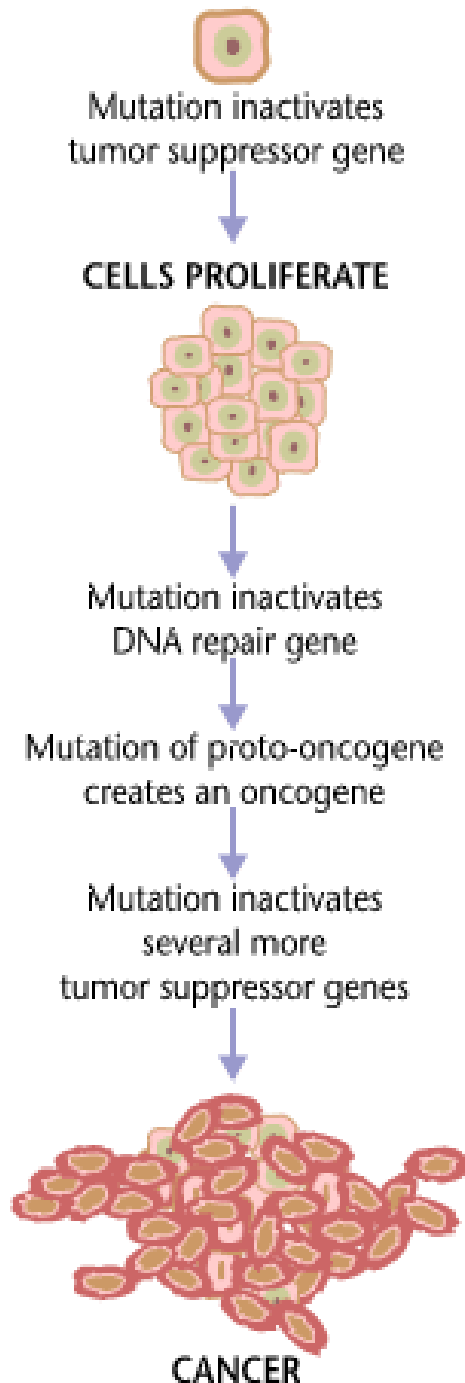 Mutation inactivates
tumor suppressor gene
CELLS PROLIFERATE
Mutation inactivates
DNA repair gene
Mutation of proto-oncogene
creates an oncogene
Mutation inactivates
several more
tumor suppressor genes
CANCER